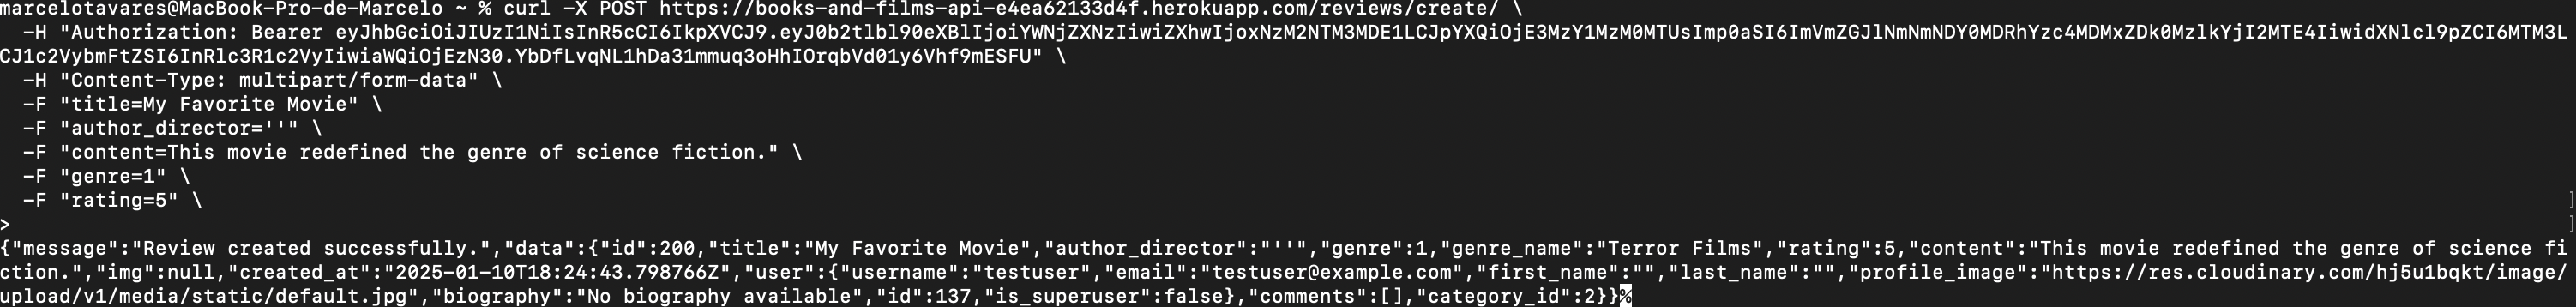 marcelotavares@MacBook-Pro-de-Marcelo ~ % curl -X POST https://books-and-films-api-e4ea62133d4f.herokuapp.com/reviews/create/ \
-H "Authorization: Bearer eyJhbGciOiJIUzI1NiIsInR5cCI6IkpXVCJ9.eyJ0b2tlbl90eXBlIjoiYWNjZXNzIiwiZXhwIjoxNzM2NTM3MDE1LCJpYXQiOjE3MzY1MzM0MTUsImp0aSI6ImVmZGJlNmNmNDY0MDRhYzc4MDMxZDk0MzlkYjI2MTE4IiwidXNlcl9pZCI6MTM3L
CJ1c2VybmFtZSI6InRlc3R1c2VyIiwiaWQiOjEzN30.YbDfLvqNL1hDa31mmuq3oHhIOrqbVd01y6Vhf9mESFU" \
-H "Content-Type: multipart/form-data" \
-F "title=My Favorite Movie" \
-F "author_director=''" \
-F "content=This movie redefined the genre of science fiction." \
-F "genre=1" \
-F "rating=5" \ ]
> ]
{"message":"Review created successfully.","data":{"id":200,"title":"My Favorite Movie","author_director":"''","genre":1,"genre_name":"Terror Films","rating":5,"content":"This movie redefined the genre of science fi
ction.","img":null,"created_at":"2025-01-10T18:24:43.798766Z","user":{"username":"testuser","email":"testuser@example.com","first_name":"","last_name":"","profile_image":"https://res.cloudinary.com/hj5u1bqkt/image/
upload/v1/media/static/default.jpg","biography":"No biography available","id":137,"is_superuser":false},"comments":[],"category_id":2}}%